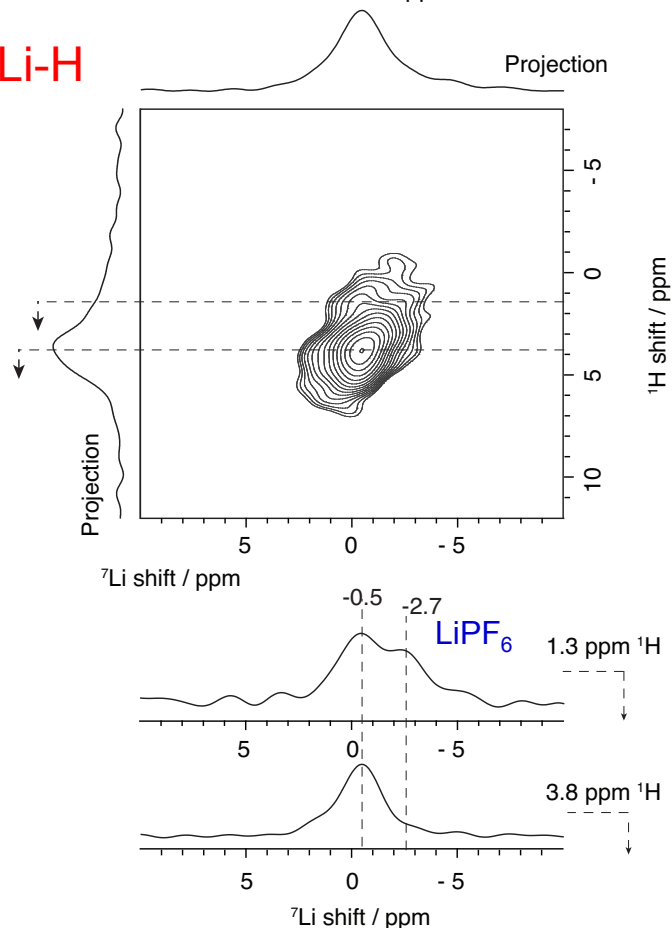 Li-H
Projection
- 5
0
5
10
¹H shift / ppm
Projection
5 0 - 5
⁷Li shift / ppm
-0.5 -2.7
LiPF₆
1.3 ppm ¹H
5 0 - 5
3.8 ppm ¹H
5 0 - 5
⁷Li shift / ppm